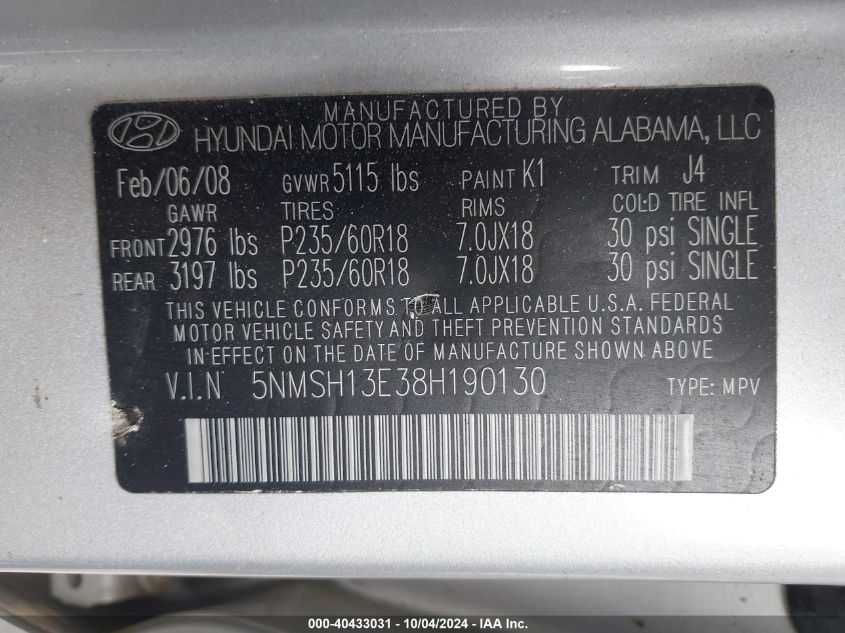 MANUFACTURED BY
HYUNDAI MOTOR MANUFACTURING ALABAMA, LLC
Feb/06/08 GVWR 5115 lbs PAINT K1 TRIM J4
GAWR TIRES RIMS COLD TIRE INFL
FRONT 2976 lbs P235/60R18 7.0JX18 30 psi SINGLE
REAR 3197 lbs P235/60R18 7.0JX18 30 psi SINGLE
THIS VEHICLE CONFORMS TO ALL APPLICABLE U.S.A. FEDERAL
MOTOR VEHICLE SAFETY AND THEFT PREVENTION STANDARDS
IN-EFFECT ON THE DATE OF MANUFACTURE SHOWN ABOVE
V.I.N 5NMSH13E38H190130 TYPE: MPV
000-40433031 - 10/04/2024 - © IAA, Inc.